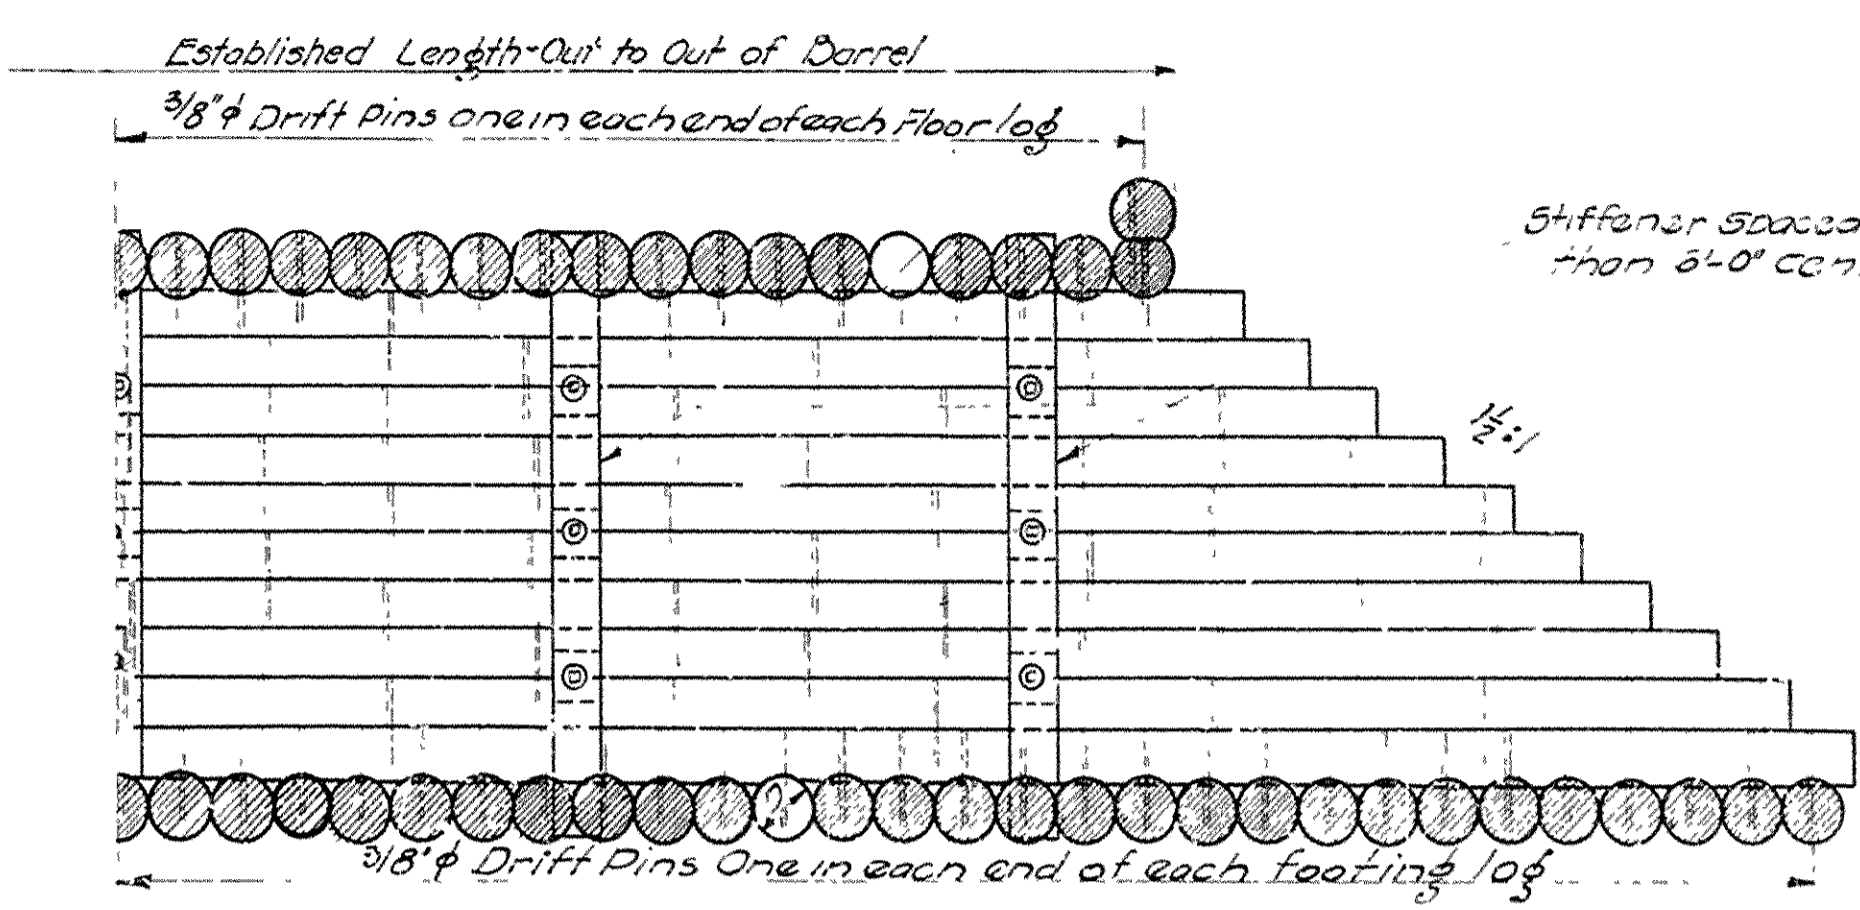 Established Length-Out to Out of Barrel
3/8" ϕ Drift Pins one in each end of each Floor log
Stiffener spaced
than 6'-0" cen.
1½:1
3/8" ϕ Drift Pins One in each end of each footing log